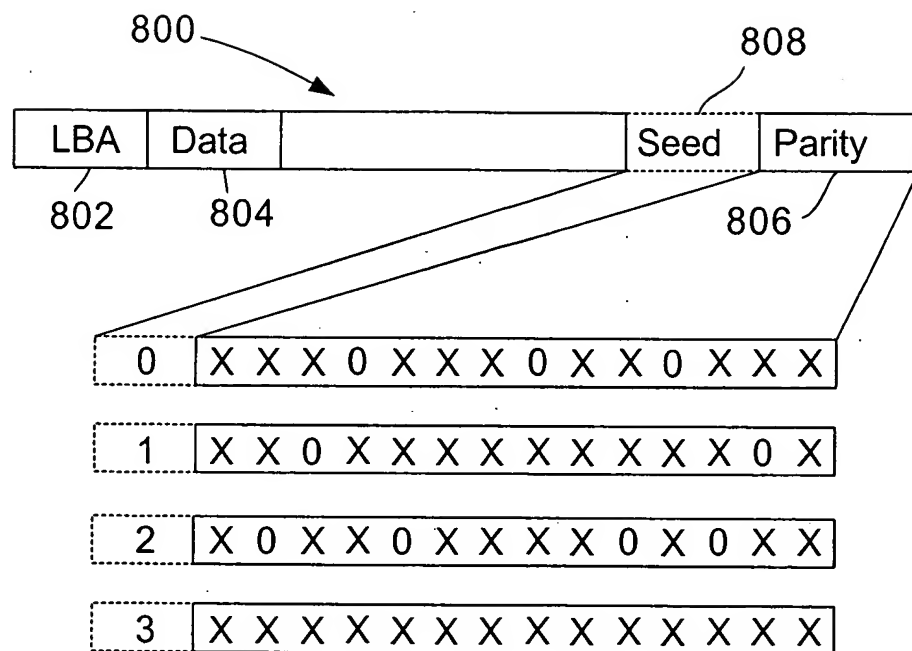 800
808
LBA Data Seed Parity
802 804 806
0 X X X 0 X X X 0 X X 0 X X X
1 X X 0 X X X X X X X X X 0 X
2 X 0 X X 0 X X X X 0 X 0 X X
3 X X X X X X X X X X X X X X